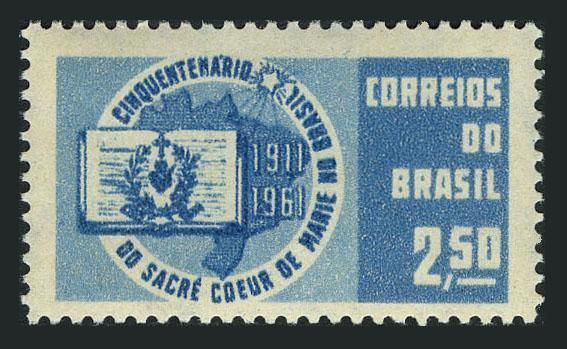 CINQUENTENÁRIO
DO SACRÉ COEUR DE MARIE NO BRASIL
1911
1961
CORREIOS
DO
BRASIL
2,50